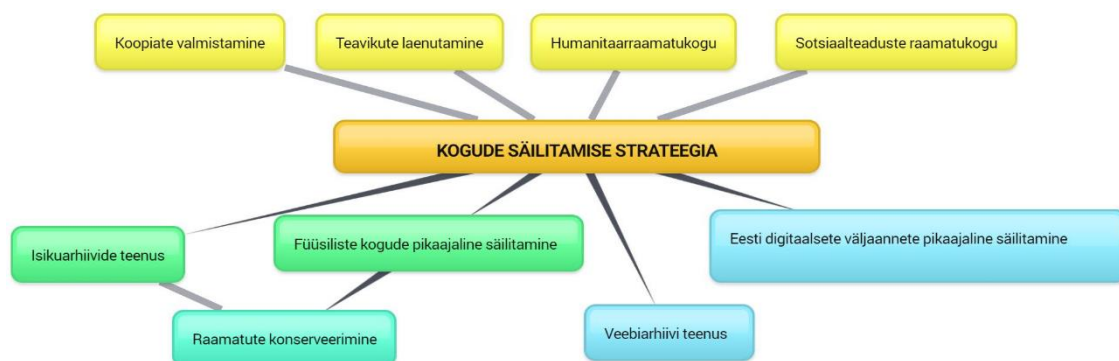 Koopiate valmistamine
Teavikute laenutamine
Humanitaarraamatukogu
Sotsiaalteaduste raamatukogu
KOGUDE SÄILITAMISE STRATEEGIA
Isikuarhiivide teenus
Füüsiliste kogude pikaajaline säilitamine
Eesti digitaalsete väljaannete pikaajaline säilitamine
Raamatute konserveerimine
Veebiarhiivi teenus